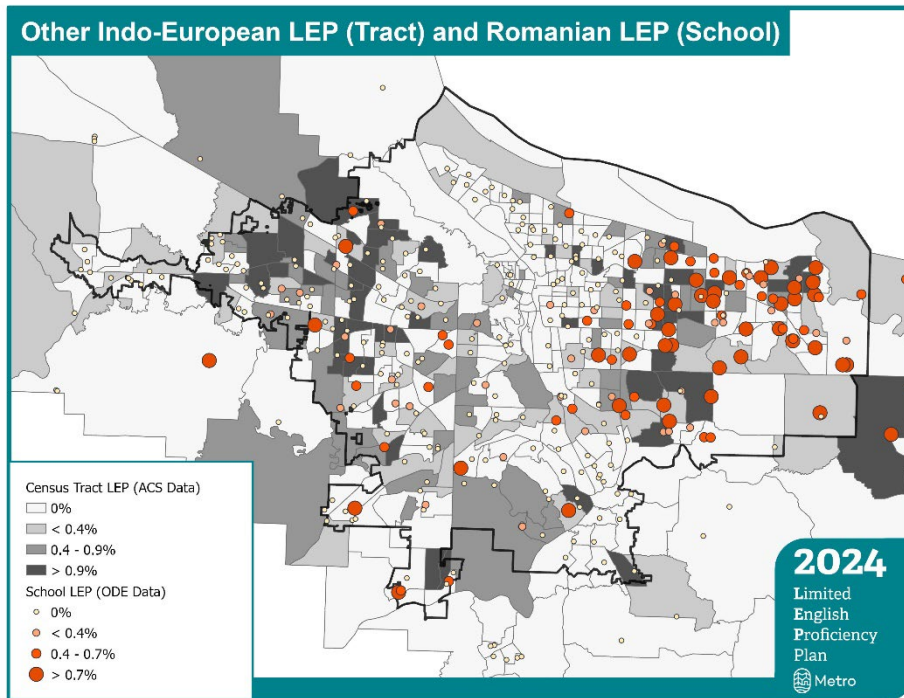 Other Indo-European LEP (Tract) and Romanian LEP (School)
Census Tract LEP (ACS Data)
0%
< 0.4%
0.4 - 0.9%
> 0.9%
School LEP (ODE Data)
0%
< 0.4%
0.4 - 0.7%
> 0.7%
2024
Limited
English
Proficiency
Plan
Metro